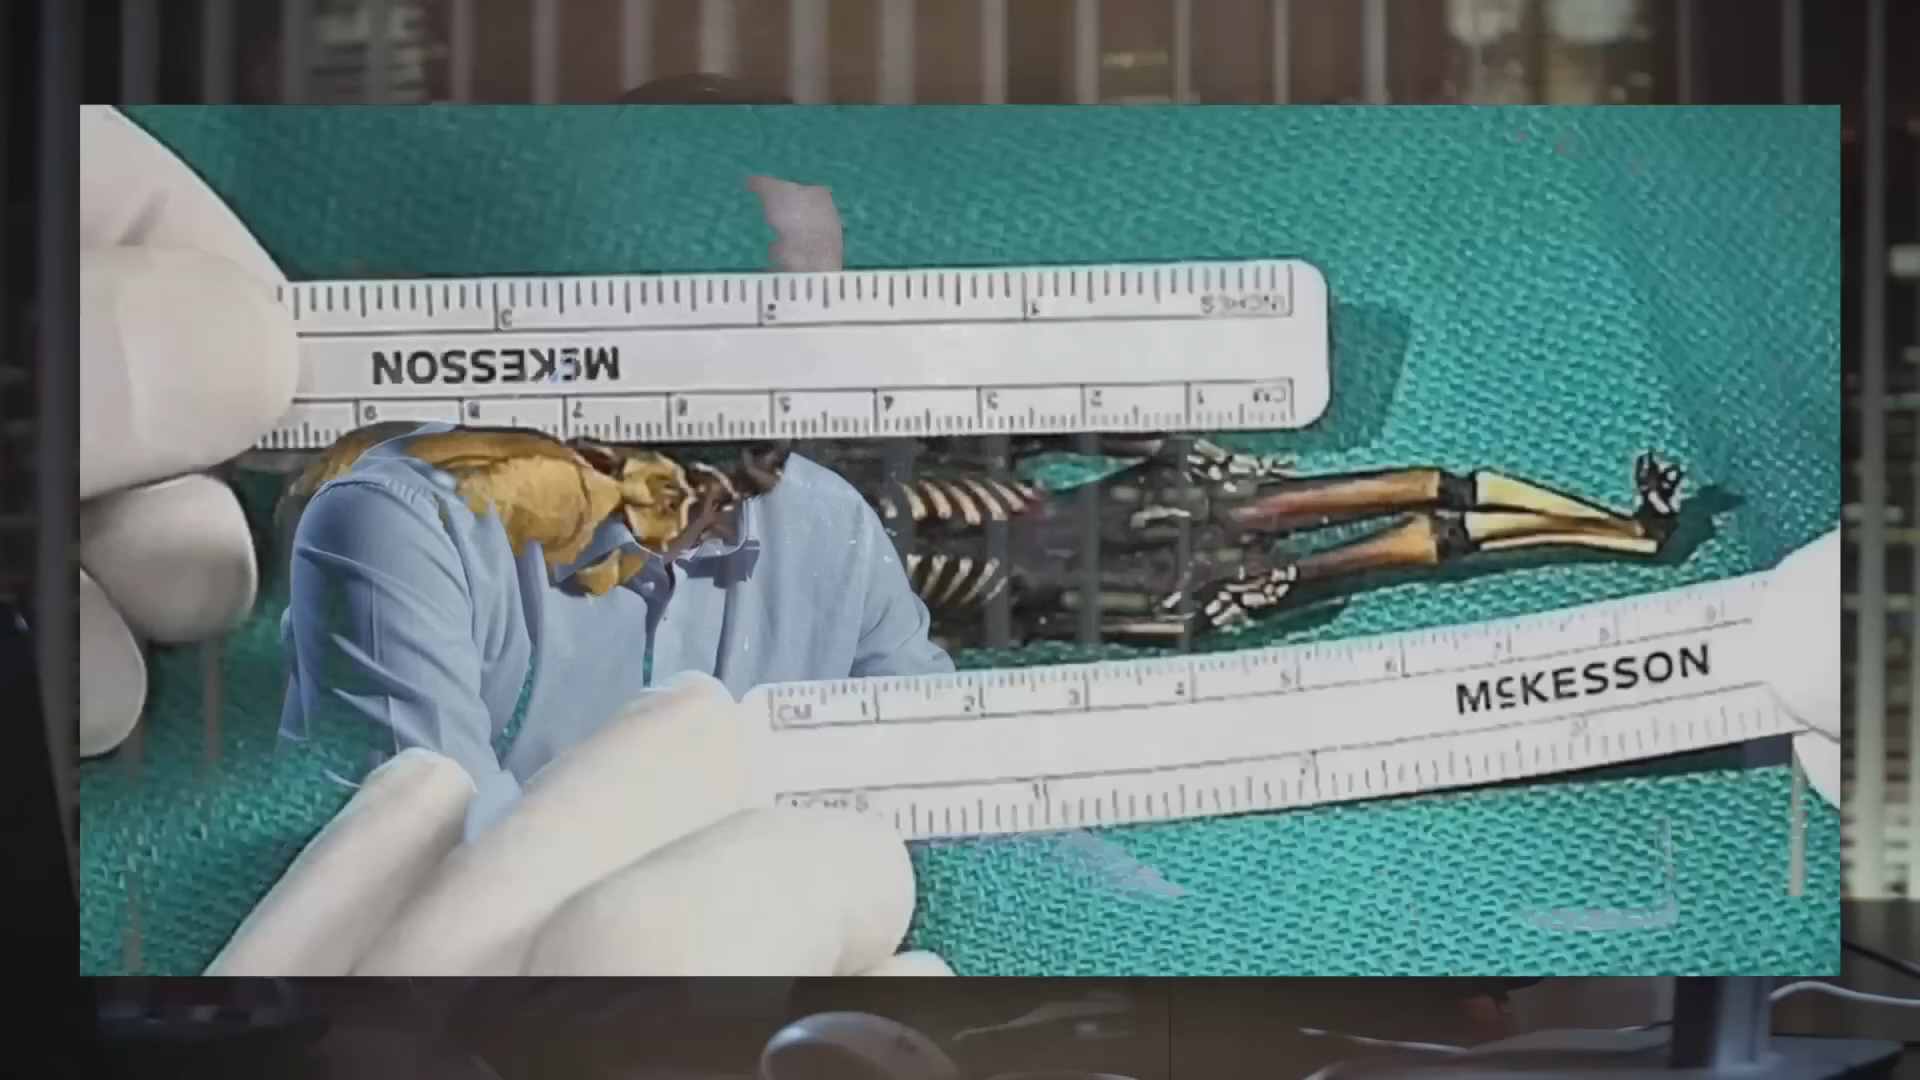 3 2 1 INCHES
McKESSON
9 8 7 6 5 4 3 2 1 CM
CM 1 2 3 4 5 6 7 8 9
McKESSON
INCHES 1 2 3